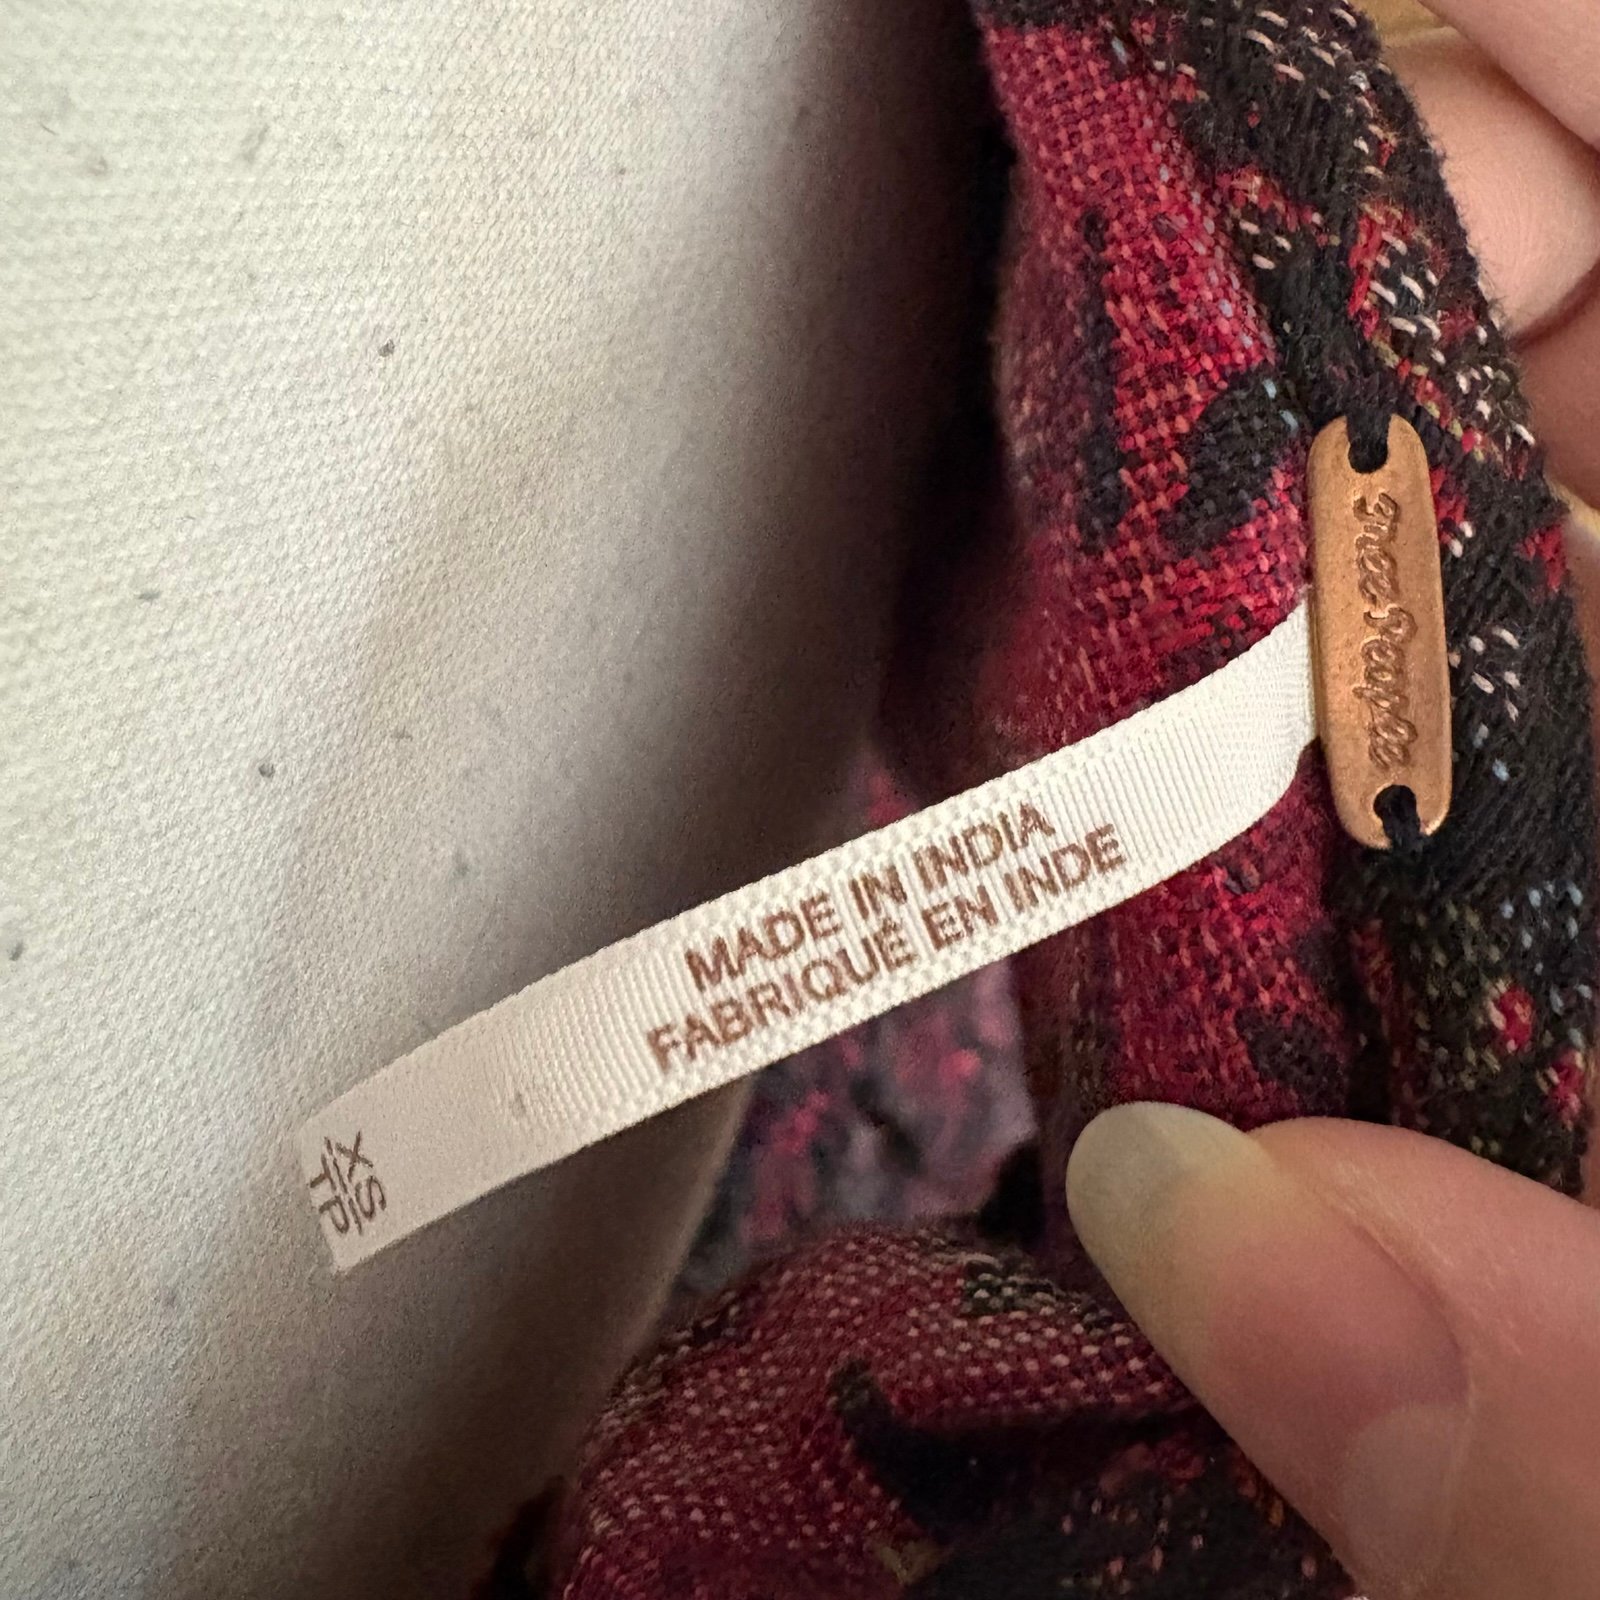 Free People
MADE IN INDIA
FABRIQUÉ EN INDE
XS/
TP